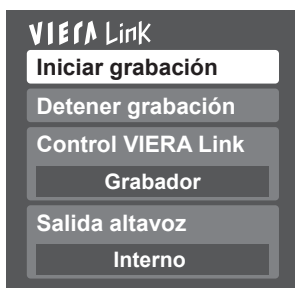 VIERA Link
Iniciar grabación
Detener grabación
Control VIERA Link
Grabador
Salida altavoz
Interno